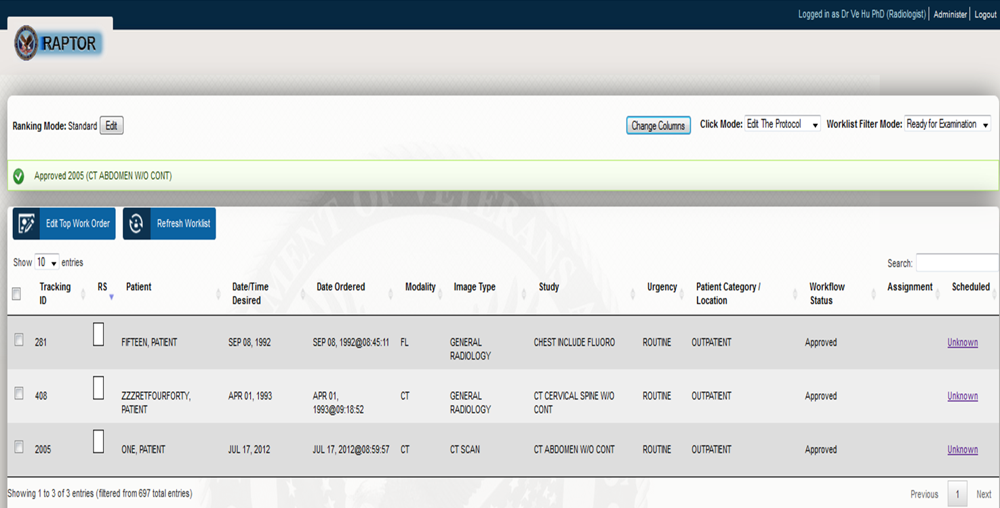 Logged in as Dr Ve Hu PhD (Radiologist) Administer Logout
RAPTOR
Ranking Mode: Standard Edit Change Columns Click Mode: Edit The Protocol Worklist Filter Mode: Ready for Examination
Approved 2005 (CT ABDOMEN W/O CONT)
MENT OF VETERANS
Edit Top Work Order Refresh Worklist
Show 10 entries Search:
Tracking ID RS Patient Date/Time Desired Date Ordered Modality Image Type Study Urgency Patient Category / Location Workflow Status Assignment Scheduled
281 FIFTEEN, PATIENT SEP 08, 1992 SEP 08, 1992@08:45:11 FL GENERAL RADIOLOGY CHEST INCLUDE FLUORO ROUTINE OUTPATIENT Approved Unknown
408 ZZZRETFOURFORTY, PATIENT APR 01, 1993 APR 01, 1993@09:18:52 CT GENERAL RADIOLOGY CT CERVICAL SPINE W/O CONT ROUTINE OUTPATIENT Approved Unknown
2005 ONE, PATIENT JUL 17, 2012 JUL 17, 2012@08:59:57 CT CT SCAN CT ABDOMEN W/O CONT ROUTINE OUTPATIENT Approved Unknown
Showing 1 to 3 of 3 entries (filtered from 697 total entries) Previous 1 Next